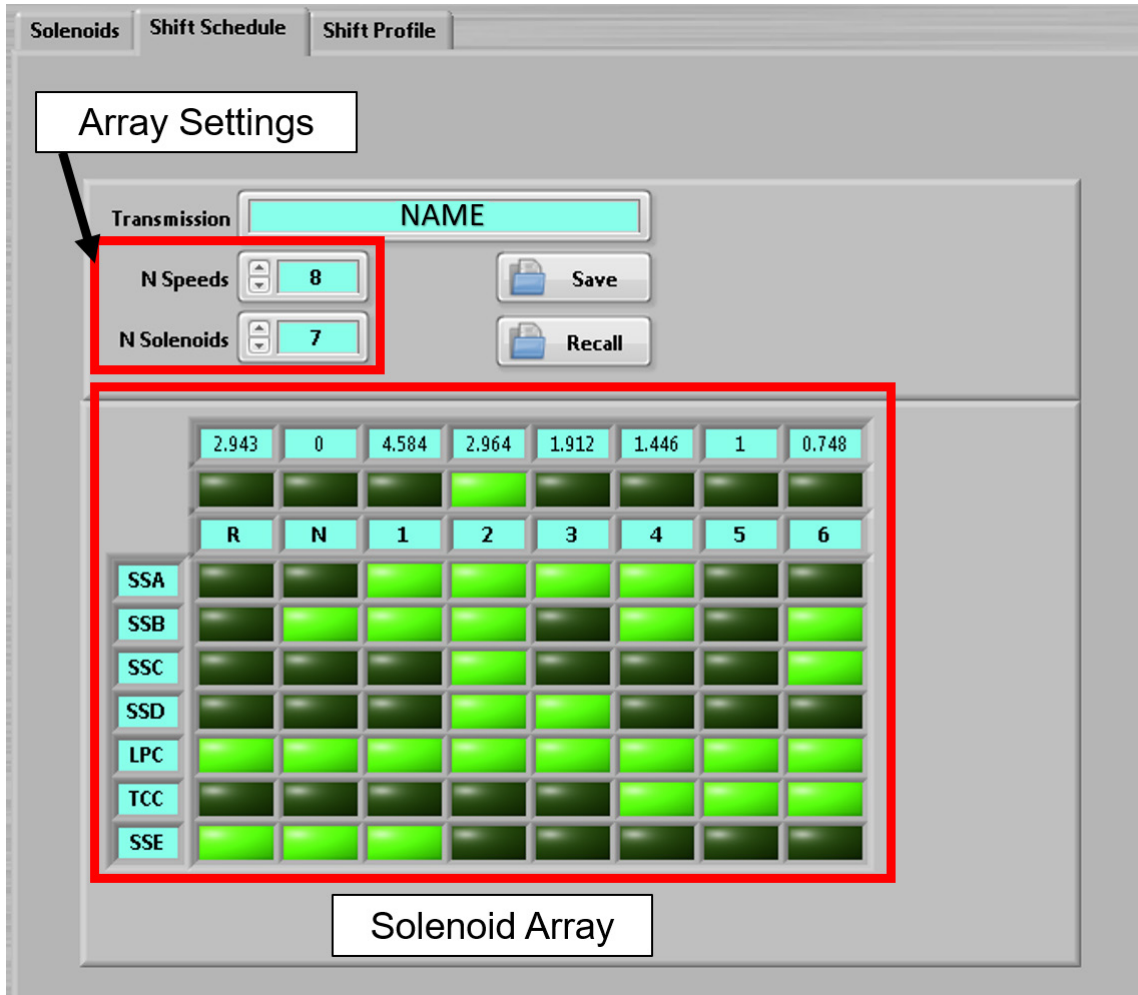 Solenoids Shift Schedule Shift Profile
Array Settings
Transmission NAME
N Speeds 8 Save
N Solenoids 7 Recall
2.943 0 4.584 2.964 1.912 1.446 1 0.748
R N 1 2 3 4 5 6
SSA
SSB
SSC
SSD
LPC
TCC
SSE
Solenoid Array